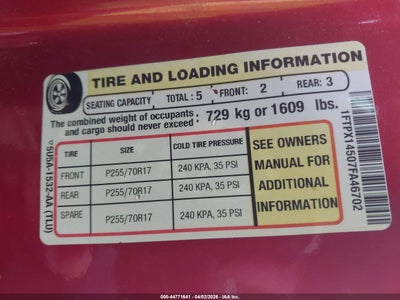 TIRE AND LOADING INFORMATION
SEATING CAPACITY TOTAL : 5 FRONT: 2 REAR: 3
The combined weight of occupants and cargo should never exceed : 729 kg or 1609 lbs.
TIRE SIZE COLD TIRE PRESSURE
FRONT P255/70R17 240 KPA, 35 PSI
REAR P255/70R17 240 KPA, 35 PSI
SPARE P255/70R17 240 KPA, 35 PSI
SEE OWNERS
MANUAL FOR
ADDITIONAL
INFORMATION
5U5A-1532-AA (TLU)
1FTPX14507FA46702
©00-44771641 - 04/02/2026 - IAA Inc.